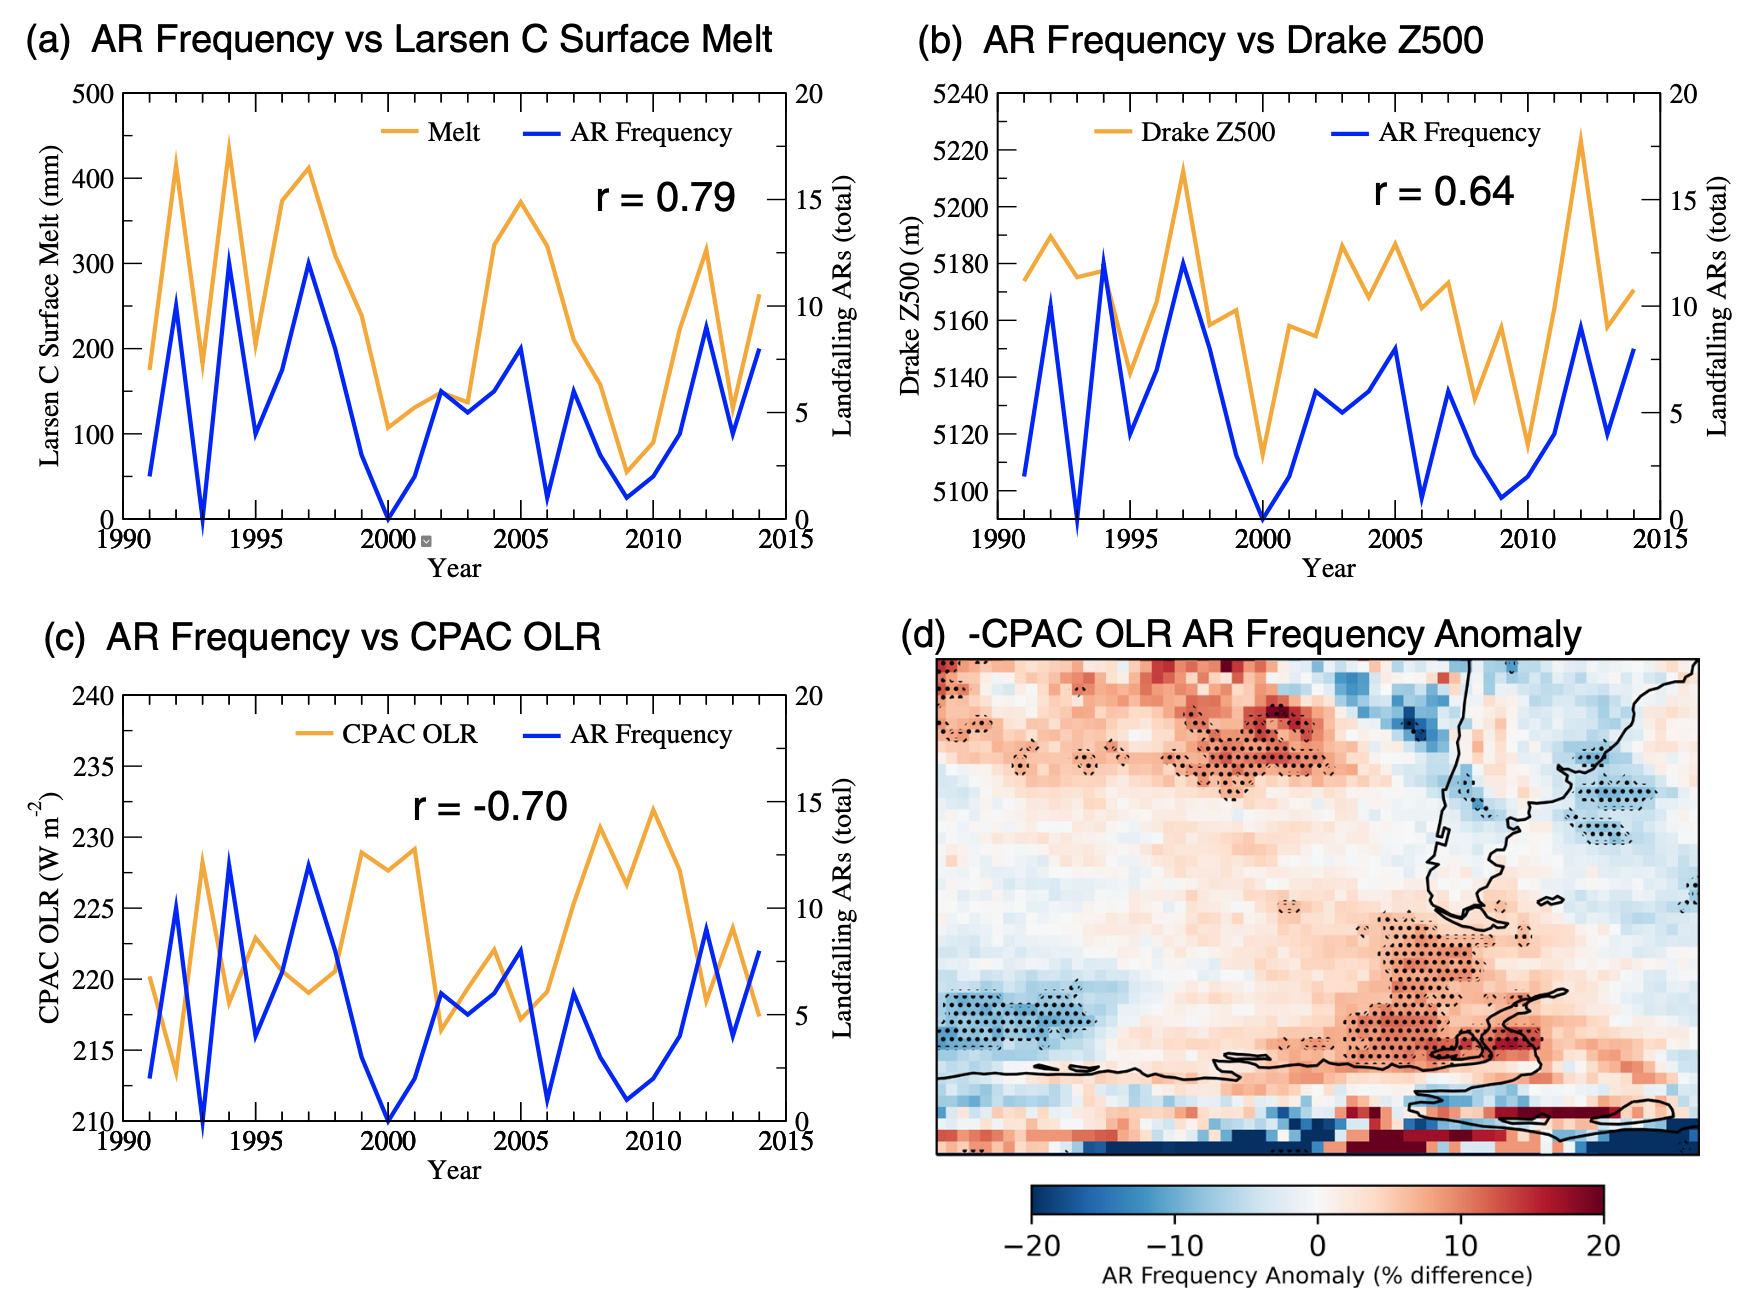 (a) AR Frequency vs Larsen C Surface Melt
500
400
300
200
100
0
Larsen C Surface Melt (mm)
Melt
AR Frequency
r = 0.79
20
15
10
5
0
Landfalling ARs (total)
1990
1995
2000
2005
2010
2015
Year
(b) AR Frequency vs Drake Z500
5240
5220
5200
5180
5160
5140
5120
5100
Drake Z500 (m)
Drake Z500
AR Frequency
r = 0.64
20
15
10
5
0
Landfalling ARs (total)
1990
1995
2000
2005
2010
2015
Year
(c) AR Frequency vs CPAC OLR
240
235
230
225
220
215
210
CPAC OLR (W m-2)
CPAC OLR
AR Frequency
r = -0.70
20
15
10
5
0
Landfalling ARs (total)
1990
1995
2000
2005
2010
2015
Year
(d) -CPAC OLR AR Frequency Anomaly
−20
−10
0
10
20
AR Frequency Anomaly (% difference)